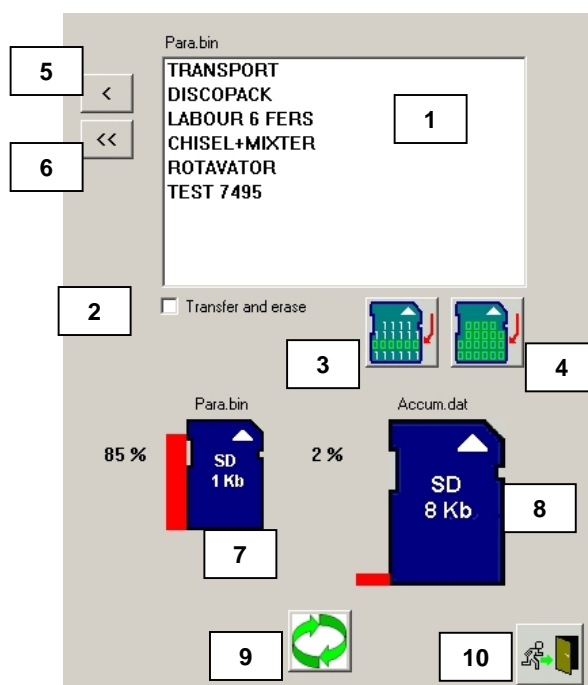 Para.bin
5
<
TRANSPORT
DISCOPACK
LABOUR 6 FERS
CHISEL+MIXTER
ROTAVATOR
TEST 7495
1
<<
6
2
Transfer and erase
3
4
Para.bin
Accum.dat
85 %
SD
1 Kb
2 %
SD
8 Kb
7
8
9
10